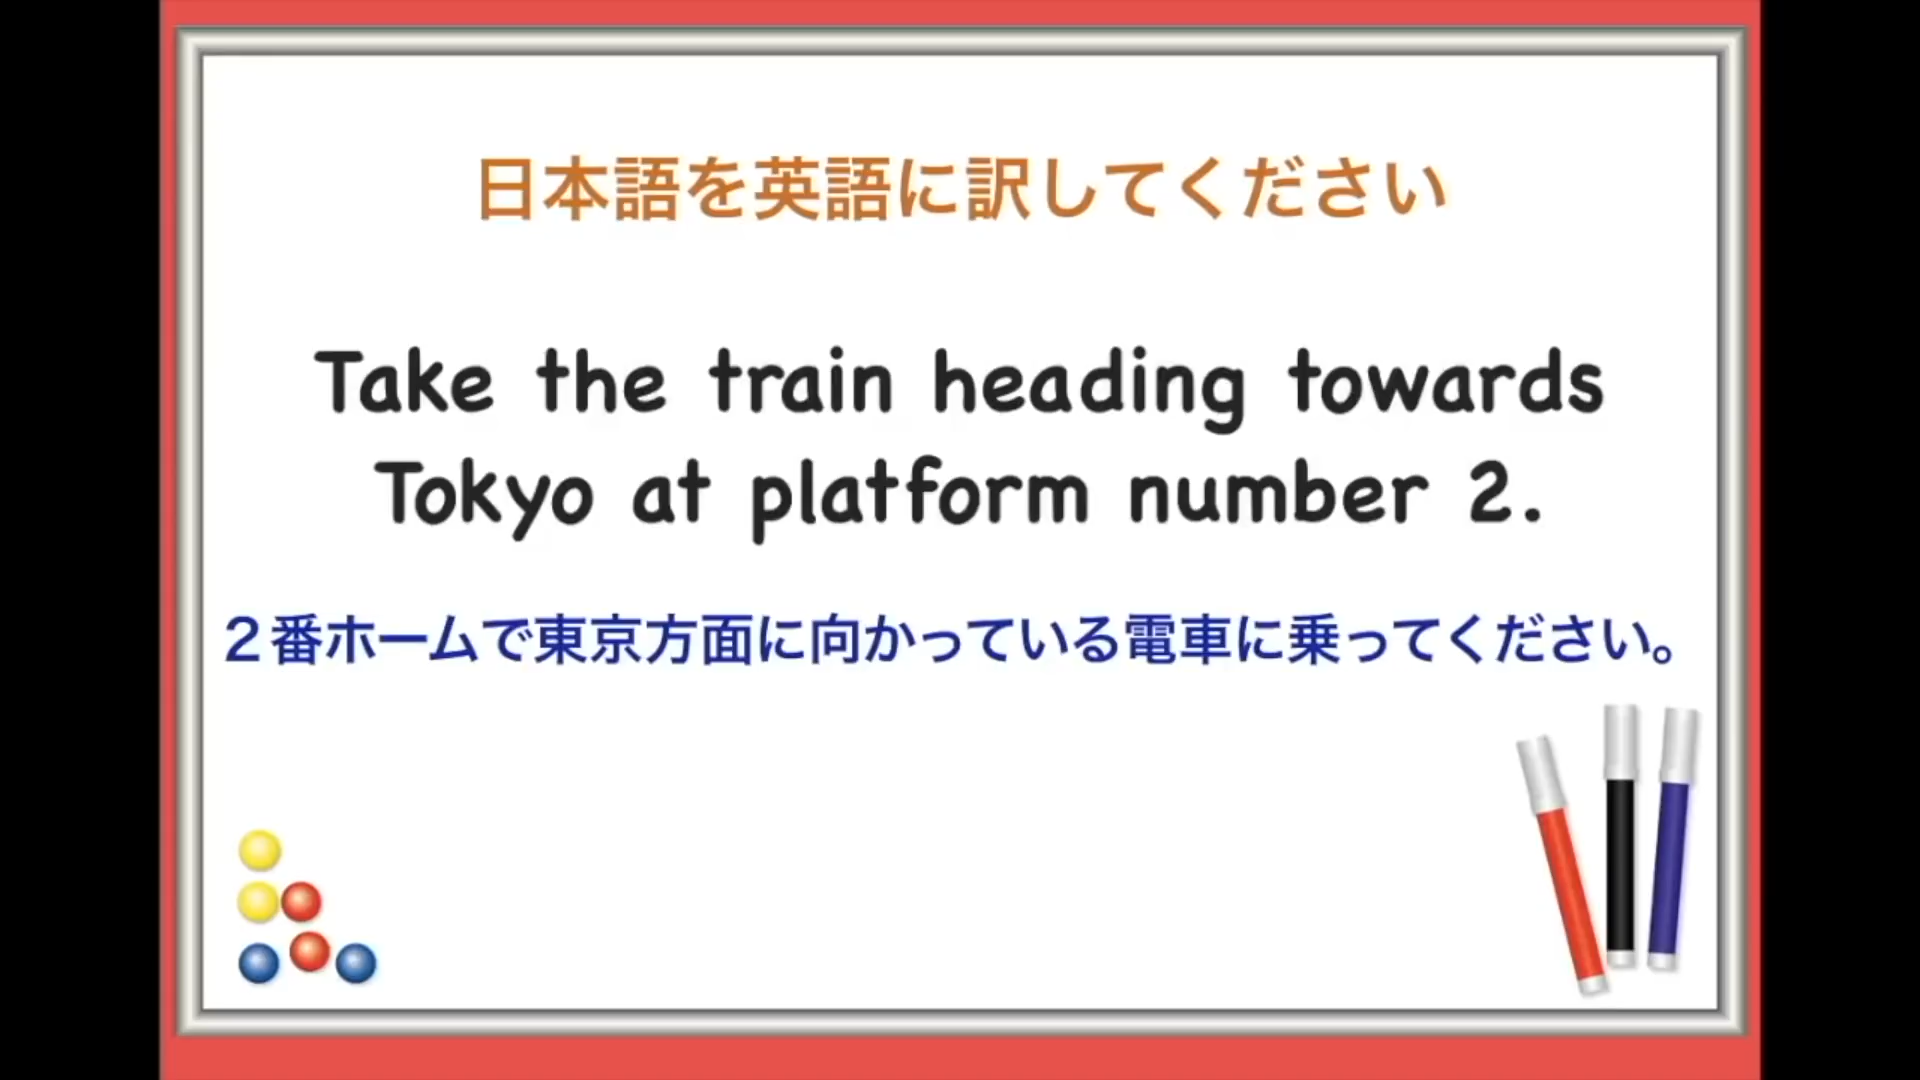 日本語を英語に訳してください
Take the train heading towards
Tokyo at platform number 2.
２番ホームで東京方面に向かっている電車に乗ってください。